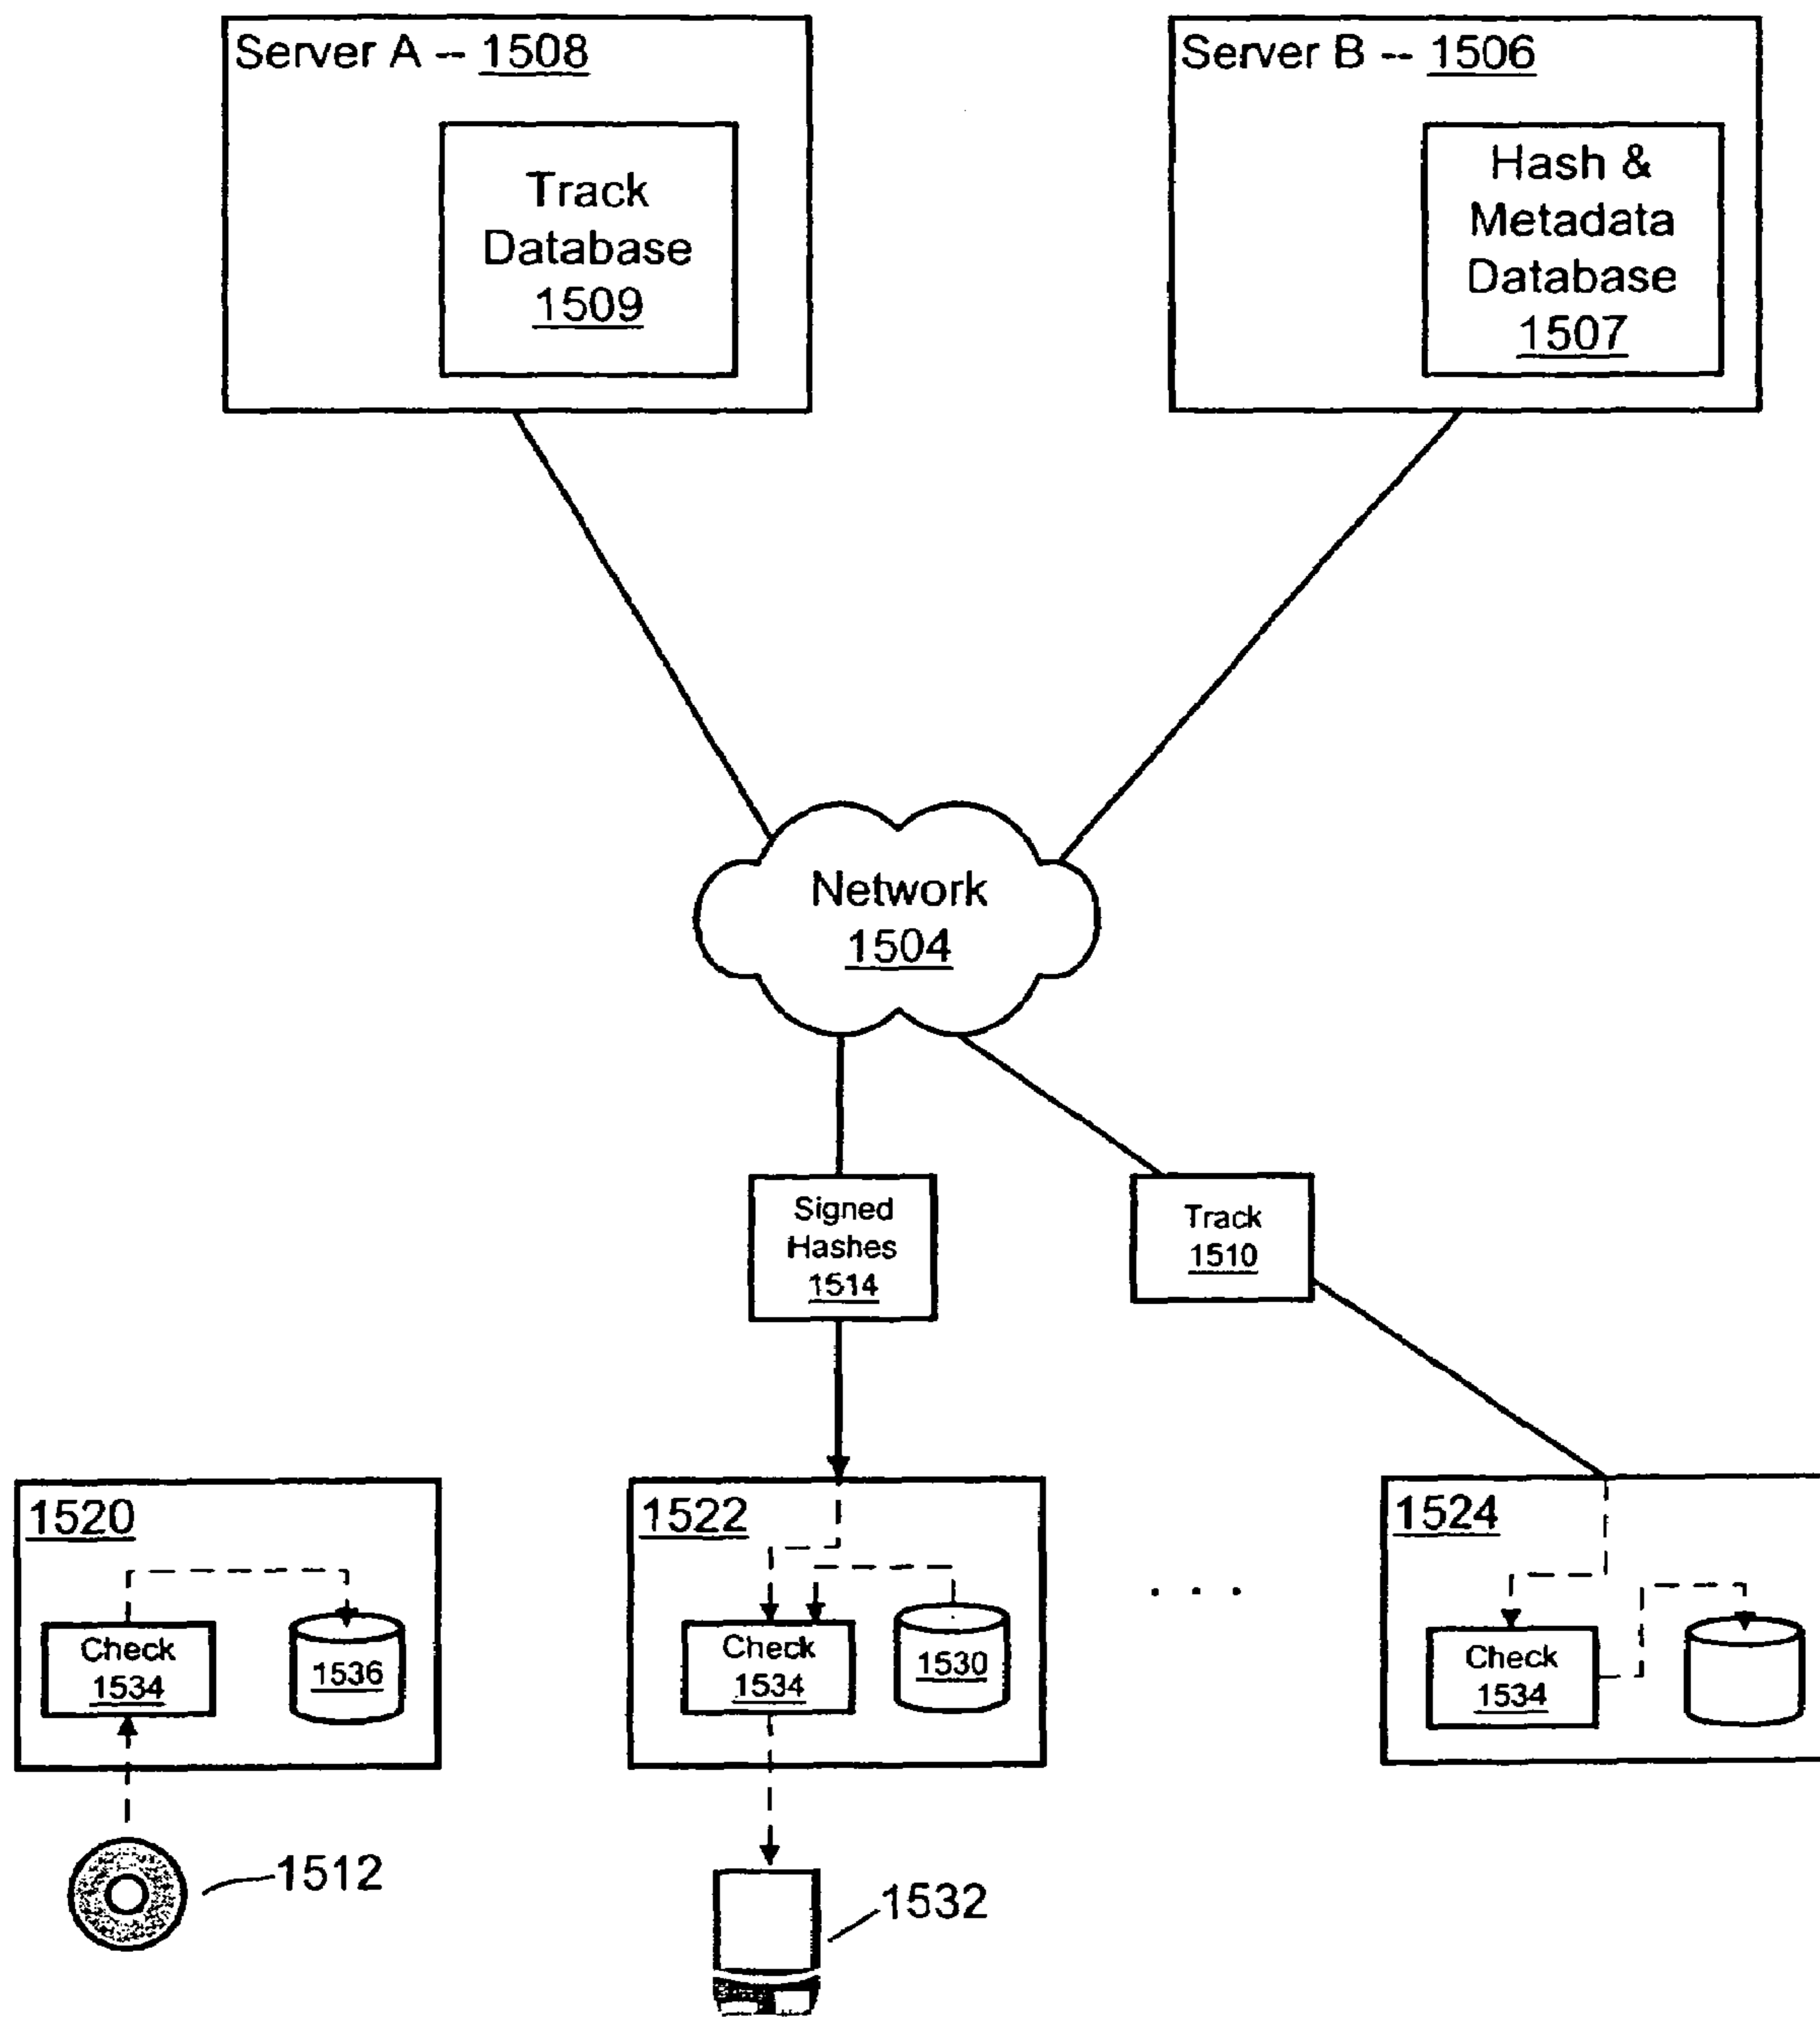 Server A -- 1508
Track
Database
1509
Server B -- 1506
Hash &
Metadata
Database
1507
Network
1504
Signed
Hashes
1514
Track
1510
1520
Check
1534
1536
1522
Check
1534
1530
. . .
1524
Check
1534
1512
1532